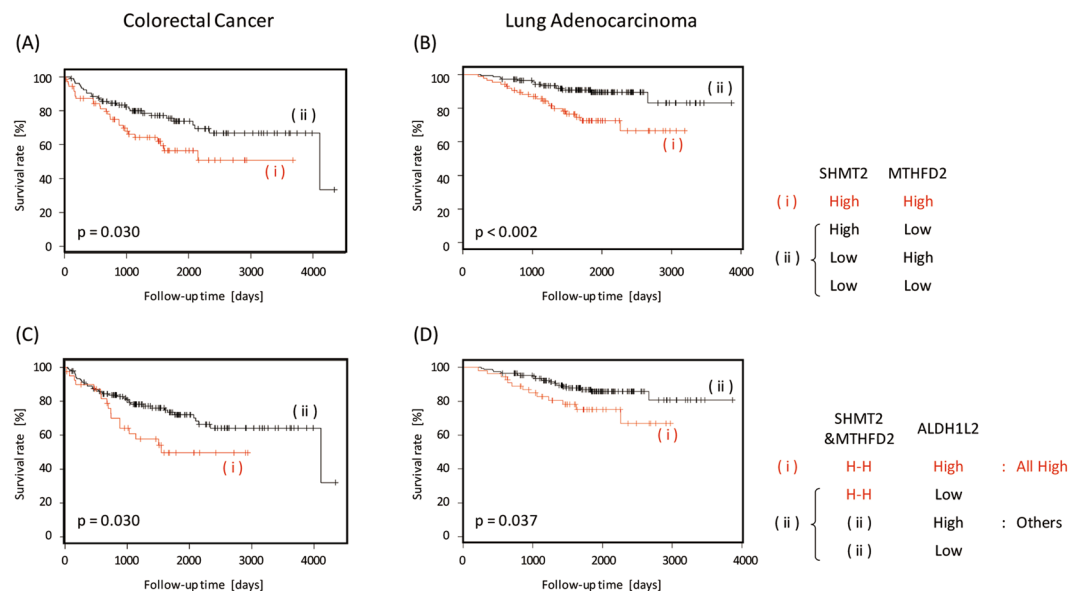 Colorectal Cancer
Lung Adenocarcinoma
(A)
100
80
60
40
20
0
Survival rate [%]
( ii )
( i )
p = 0.030
0 1000 2000 3000 4000
Follow-up time [days]
(B)
100
80
60
40
20
0
Survival rate [%]
( ii )
( i )
p < 0.002
0 1000 2000 3000 4000
Follow-up time [days]
SHMT2 MTHFD2
( i ) High High
High Low
( ii ) Low High
Low Low
(C)
100
80
60
40
20
0
Survival rate [%]
( ii )
( i )
p = 0.030
0 1000 2000 3000 4000
Follow-up time [days]
(D)
100
80
60
40
20
0
Survival rate [%]
( ii )
( i )
p = 0.037
0 1000 2000 3000 4000
Follow-up time [days]
SHMT2
&MTHFD2 ALDH1L2
( i ) H-H High : All High
H-H Low
( ii ) ( ii ) High : Others
( ii ) Low